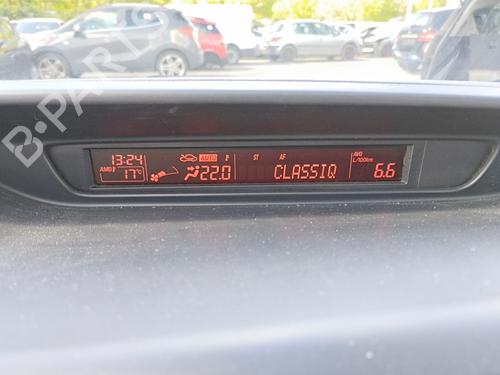 13:24 AUTO ST AF AVG
L/100km
AMB 17°C 22.0 CLASSIQ 6.6
B-PARTS